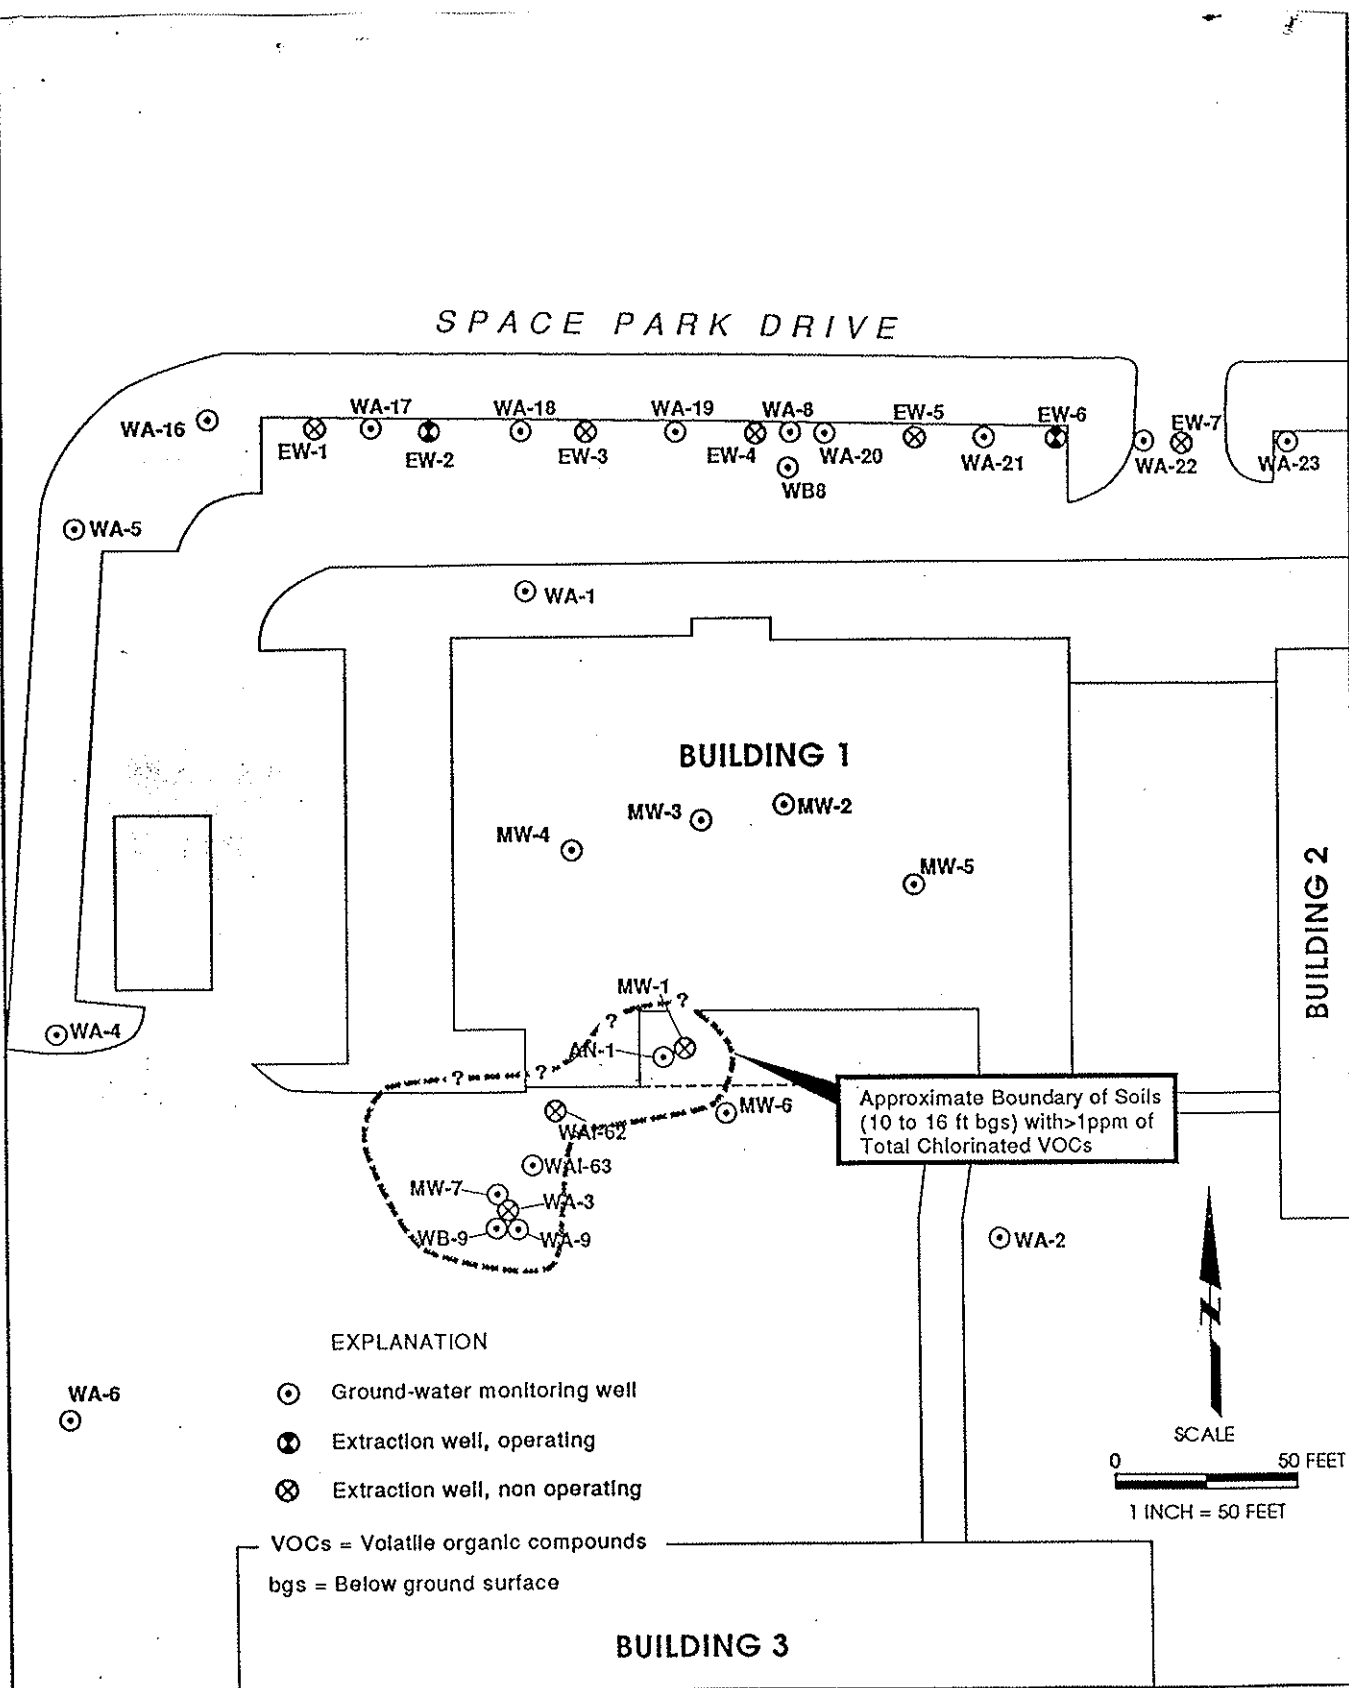 SPACE PARK DRIVE
WA-16
WA-17
WA-18
WA-19
WA-8
EW-5
EW-6
EW-7
EW-1
EW-2
EW-3
EW-4
WA-20
WA-21
WA-22
WA-23
WB8
WA-5
WA-1
BUILDING 1
MW-3
MW-2
MW-4
MW-5
BUILDING 2
MW-1
?
?
WA-4
AN-1
?
?
MW-6
Approximate Boundary of Soils
(10 to 16 ft bgs) with>1ppm of
Total Chlorinated VOCs
WAI-62
WAI-63
MW-7
WA-3
WB-9
WA-9
WA-2
N
EXPLANATION
Ground-water monitoring well
Extraction well, operating
Extraction well, non operating
VOCs = Volatile organic compounds
bgs = Below ground surface
WA-6
SCALE
0 50 FEET
1 INCH = 50 FEET
BUILDING 3